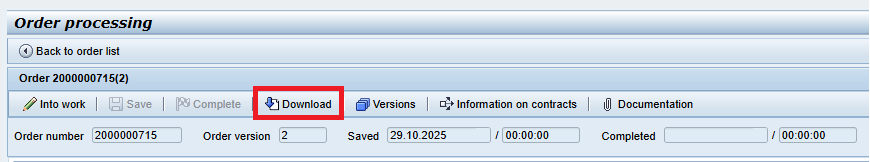 Order processing
Back to order list
Order 2000000715(2)
Into work | Save | Complete | Download | Versions | Information on contracts | Documentation
Order number 2000000715 Order version 2 Saved 29.10.2025 / 00:00:00 Completed / 00:00:00